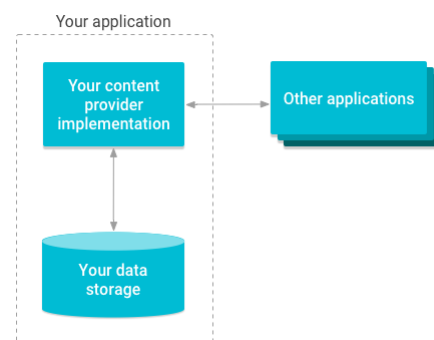 Your application
Your content
provider
implementation
Other applications
Your data
storage